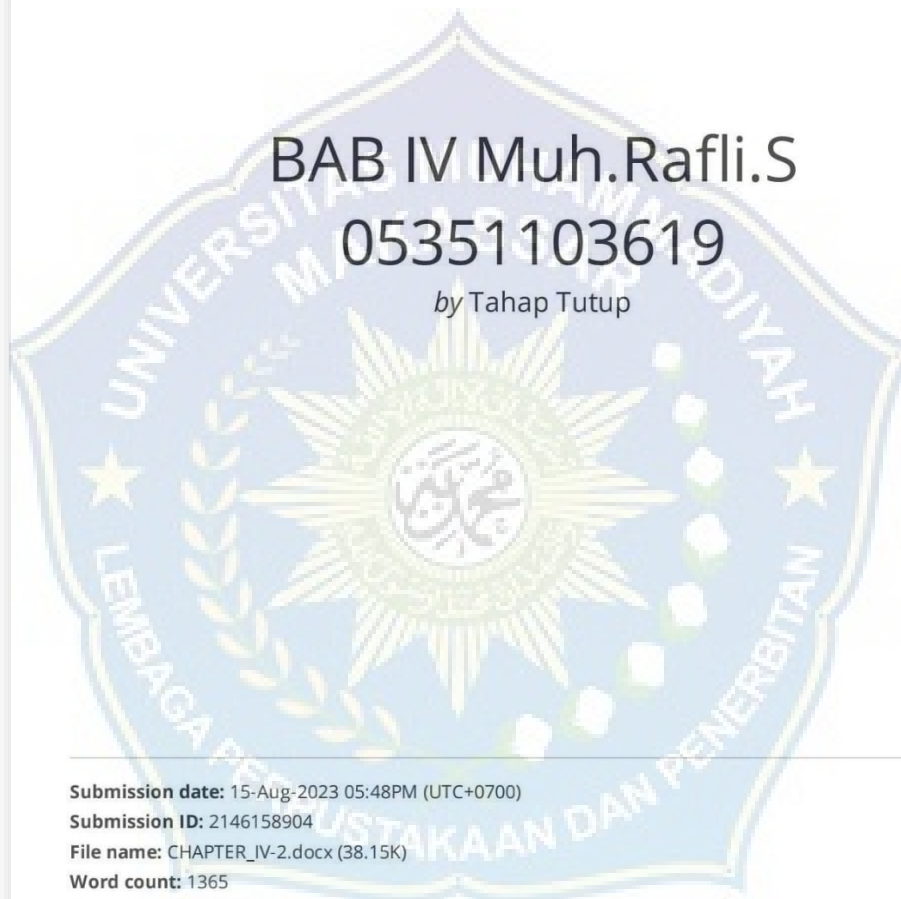 BAB IV Muh.Rafli.S
05351103619
by Tahap Tutup
UNIVERSITAS MUHAMMADIYAH
MAKASSAR
LEMBAGA PERPUSTAKAAN DAN PENERBITAN
Submission date: 15-Aug-2023 05:48PM (UTC+0700)
Submission ID: 2146158904
File name: CHAPTER_IV-2.docx (38.15K)
Word count: 1365